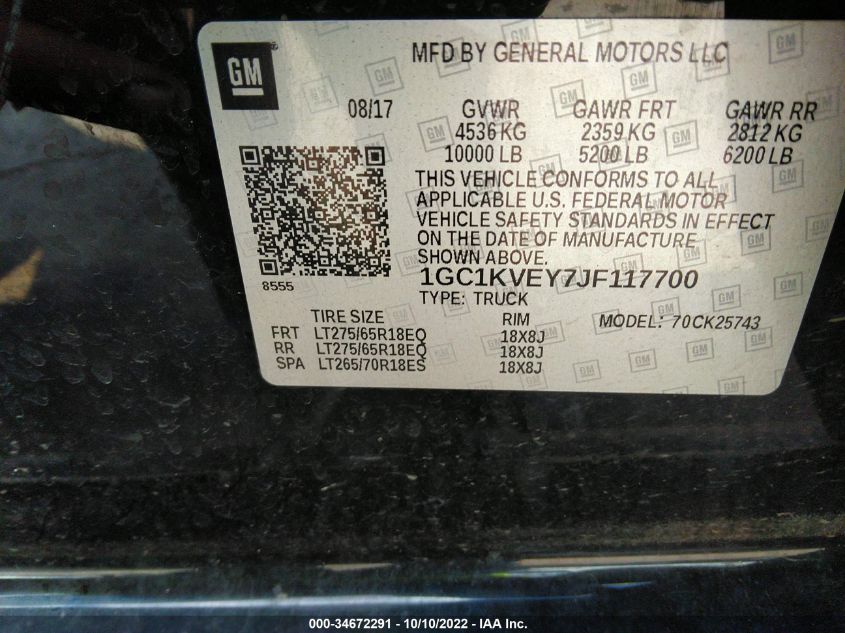 GM
MFD BY GENERAL MOTORS LLC
08/17 GVWR GAWR FRT GAWR RR
4536 KG 2359 KG 2812 KG
10000 LB 5200 LB 6200 LB
THIS VEHICLE CONFORMS TO ALL
APPLICABLE U.S. FEDERAL MOTOR
VEHICLE SAFETY STANDARDS IN EFFECT
ON THE DATE OF MANUFACTURE
SHOWN ABOVE.
8555
1GC1KVEY7JF117700
TYPE: TRUCK
TIRE SIZE RIM MODEL: 70CK25743
FRT LT275/65R18EQ 18X8J
RR LT275/65R18EQ 18X8J
SPA LT265/70R18ES 18X8J
000-34672291 - 10/10/2022 - IAA Inc.